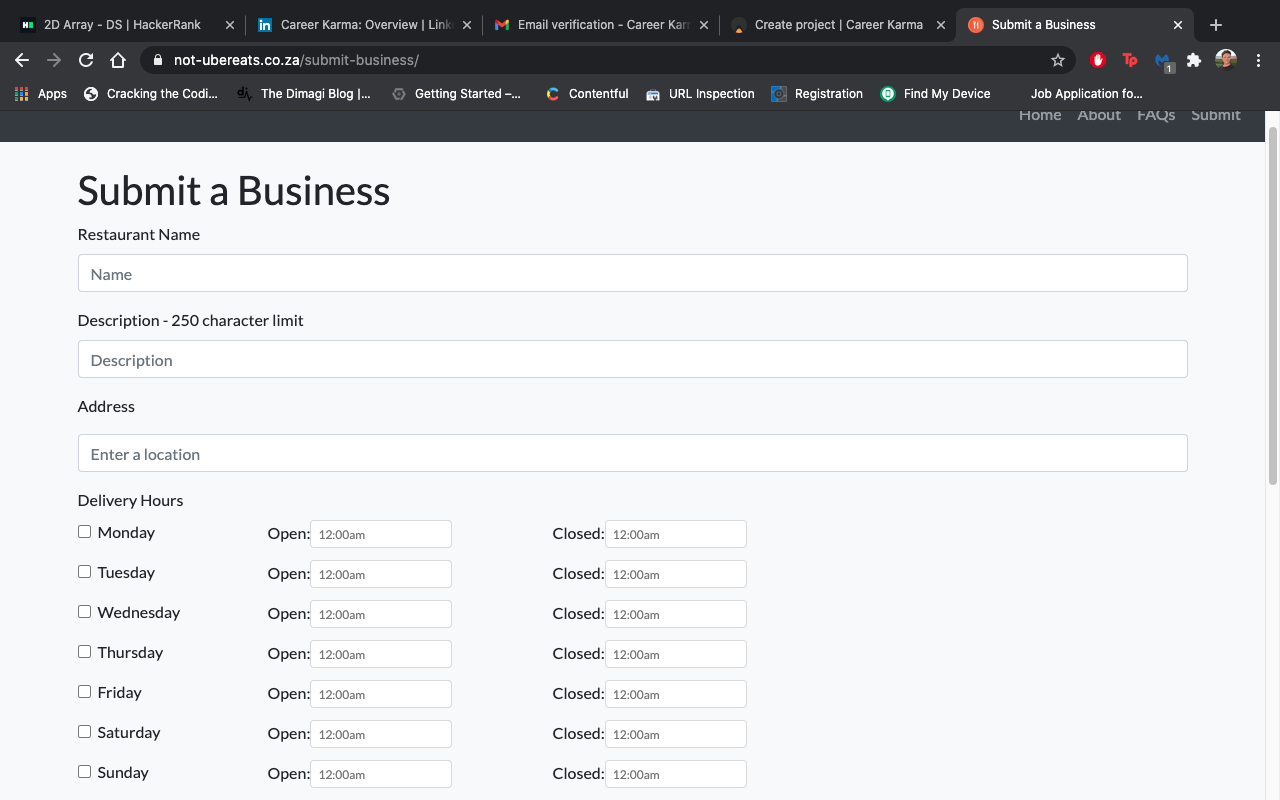 2D Array - DS | HackerRank
Career Karma: Overview | Link
Email verification - Career Kar
Create project | Career Karma
Submit a Business
not-ubereats.co.za/submit-business/
Tp
1
Apps
Cracking the Codi...
The Dimagi Blog |...
Getting Started –...
Contentful
URL Inspection
Registration
Find My Device
Job Application fo...
Home About FAQs Submit
Submit a Business
Restaurant Name
Name
Description - 250 character limit
Description
Address
Enter a location
Delivery Hours
Monday Open: 12:00am Closed: 12:00am
Tuesday Open: 12:00am Closed: 12:00am
Wednesday Open: 12:00am Closed: 12:00am
Thursday Open: 12:00am Closed: 12:00am
Friday Open: 12:00am Closed: 12:00am
Saturday Open: 12:00am Closed: 12:00am
Sunday Open: 12:00am Closed: 12:00am